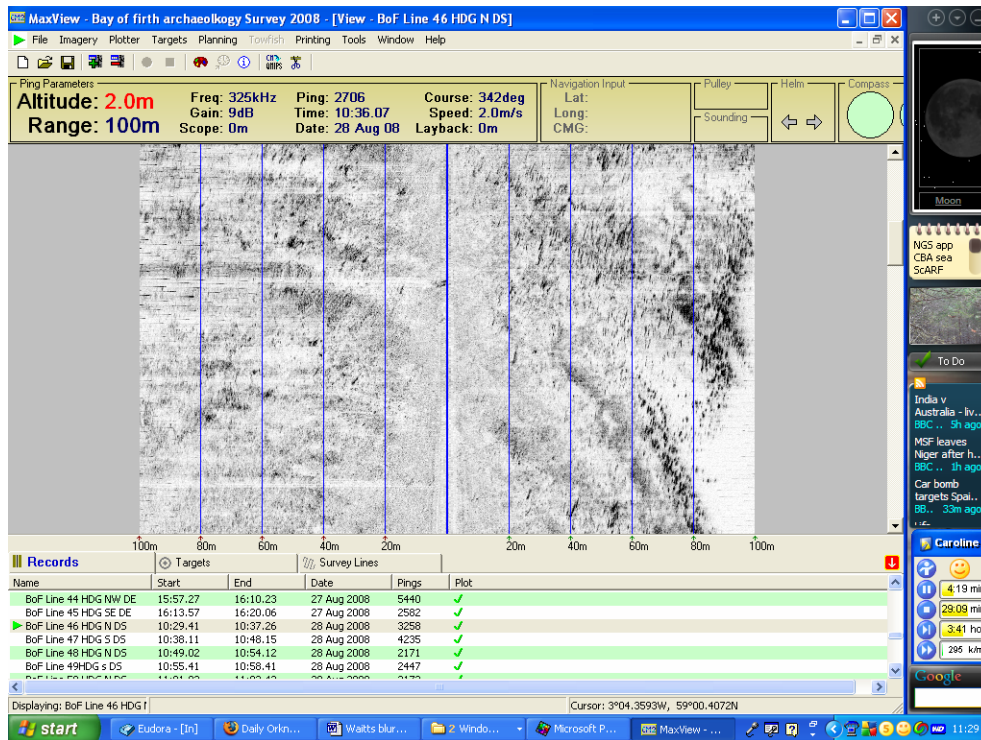 MaxView - Bay of firth archaeolkogy Survey 2008 - [View - BoF Line 46 HDG N DS]
File Imagery Plotter Targets Planning Towfish Printing Tools Window Help
Ping Parameters
Altitude: 2.0m
Range: 100m
Freq: 325kHz
Gain: 9dB
Scope: 0m
Ping: 2706
Time: 10:36.07
Date: 28 Aug 08
Course: 342deg
Speed: 2.0m/s
Layback: 0m
Navigation Input
Lat:
Long:
CMG:
Pulley
Sounding
Helm
Compass
Moon
NGS app
CBA sea
ScARF
To Do
India v
Australia - liv..
BBC .. 5h ago
MSF leaves
Niger after h..
BBC .. 1h ago
Car bomb
targets Spai..
BB.. 33m ago
100m 80m 60m 40m 20m 20m 40m 60m 80m 100m
Records Targets Survey Lines
Name Start End Date Pings Plot
BoF Line 44 HDG NW DE 15:57.27 16:10.23 27 Aug 2008 5440
BoF Line 45 HDG SE DE 16:13.57 16:20.06 27 Aug 2008 2582
BoF Line 46 HDG N DS 10:29.41 10:37.26 28 Aug 2008 3258
BoF Line 47 HDG S DS 10:38.11 10:48.15 28 Aug 2008 4235
BoF Line 48 HDG N DS 10:49.02 10:54.12 28 Aug 2008 2171
BoF Line 49HDG s DS 10:55.41 10:58.41 28 Aug 2008 2447
Caroline
4:19 min
29:09 min
3:41 ho
295 k/m
Google
Displaying: BoF Line 46 HDG N
Cursor: 3°04.3593W, 59°00.4072N
start Eudora - [In] Daily Orkn... Waitts blur... 2 Windo... Microsoft P... MaxView - ... 11:29